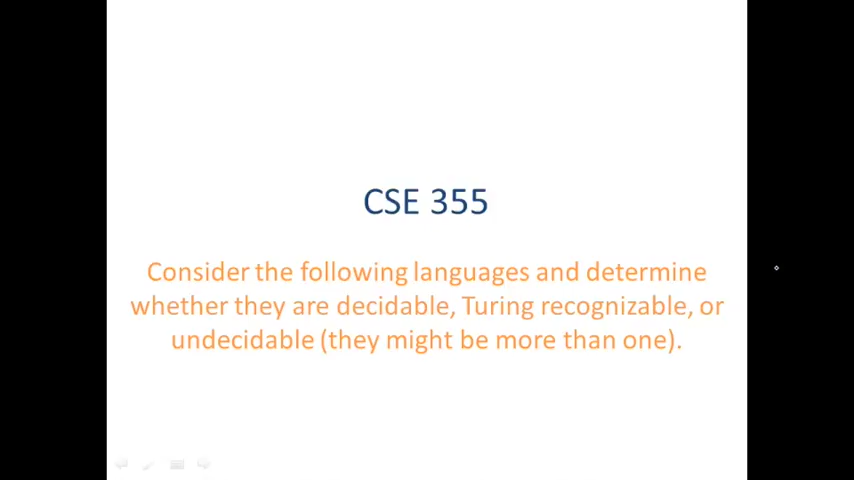 CSE 355
Consider the following languages and determine
whether they are decidable, Turing recognizable, or
undecidable (they might be more than one).